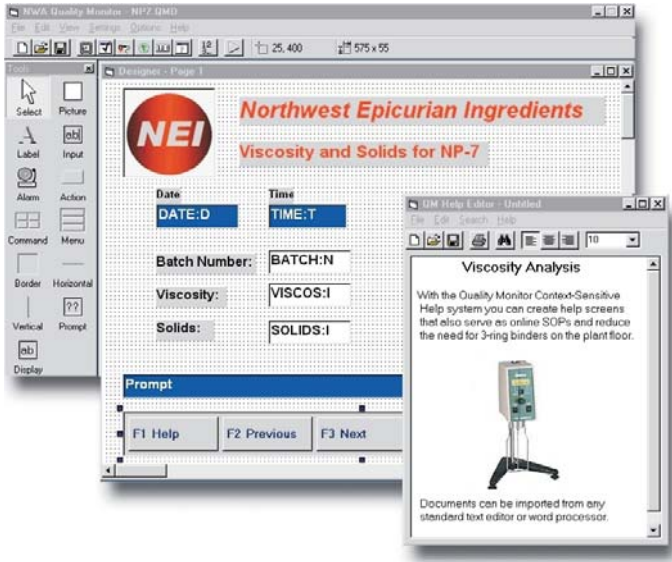 NWA Quality Monitor - NP7.QMD
File Edit View Settings Options Help
25, 400 575 x 55
Tools
Select Picture
Label Input
Alarm Action
Command Menu
Border Horizontal
Vertical Prompt
Display
Designer - Page 1
NEI
Northwest Epicurian Ingredients
Viscosity and Solids for NP-7
Date Time
DATE:D TIME:T
Batch Number: BATCH:N
Viscosity: VISCOS:I
Solids: SOLIDS:I
Prompt
F1 Help F2 Previous F3 Next
QM Help Editor - Untitled
File Edit Search Help
10
Viscosity Analysis
With the Quality Monitor Context-Sensitive
Help system you can create help screens
that also serve as online SOPs and reduce
the need for 3-ring binders on the plant floor.
Documents can be imported from any
standard text editor or word processor.